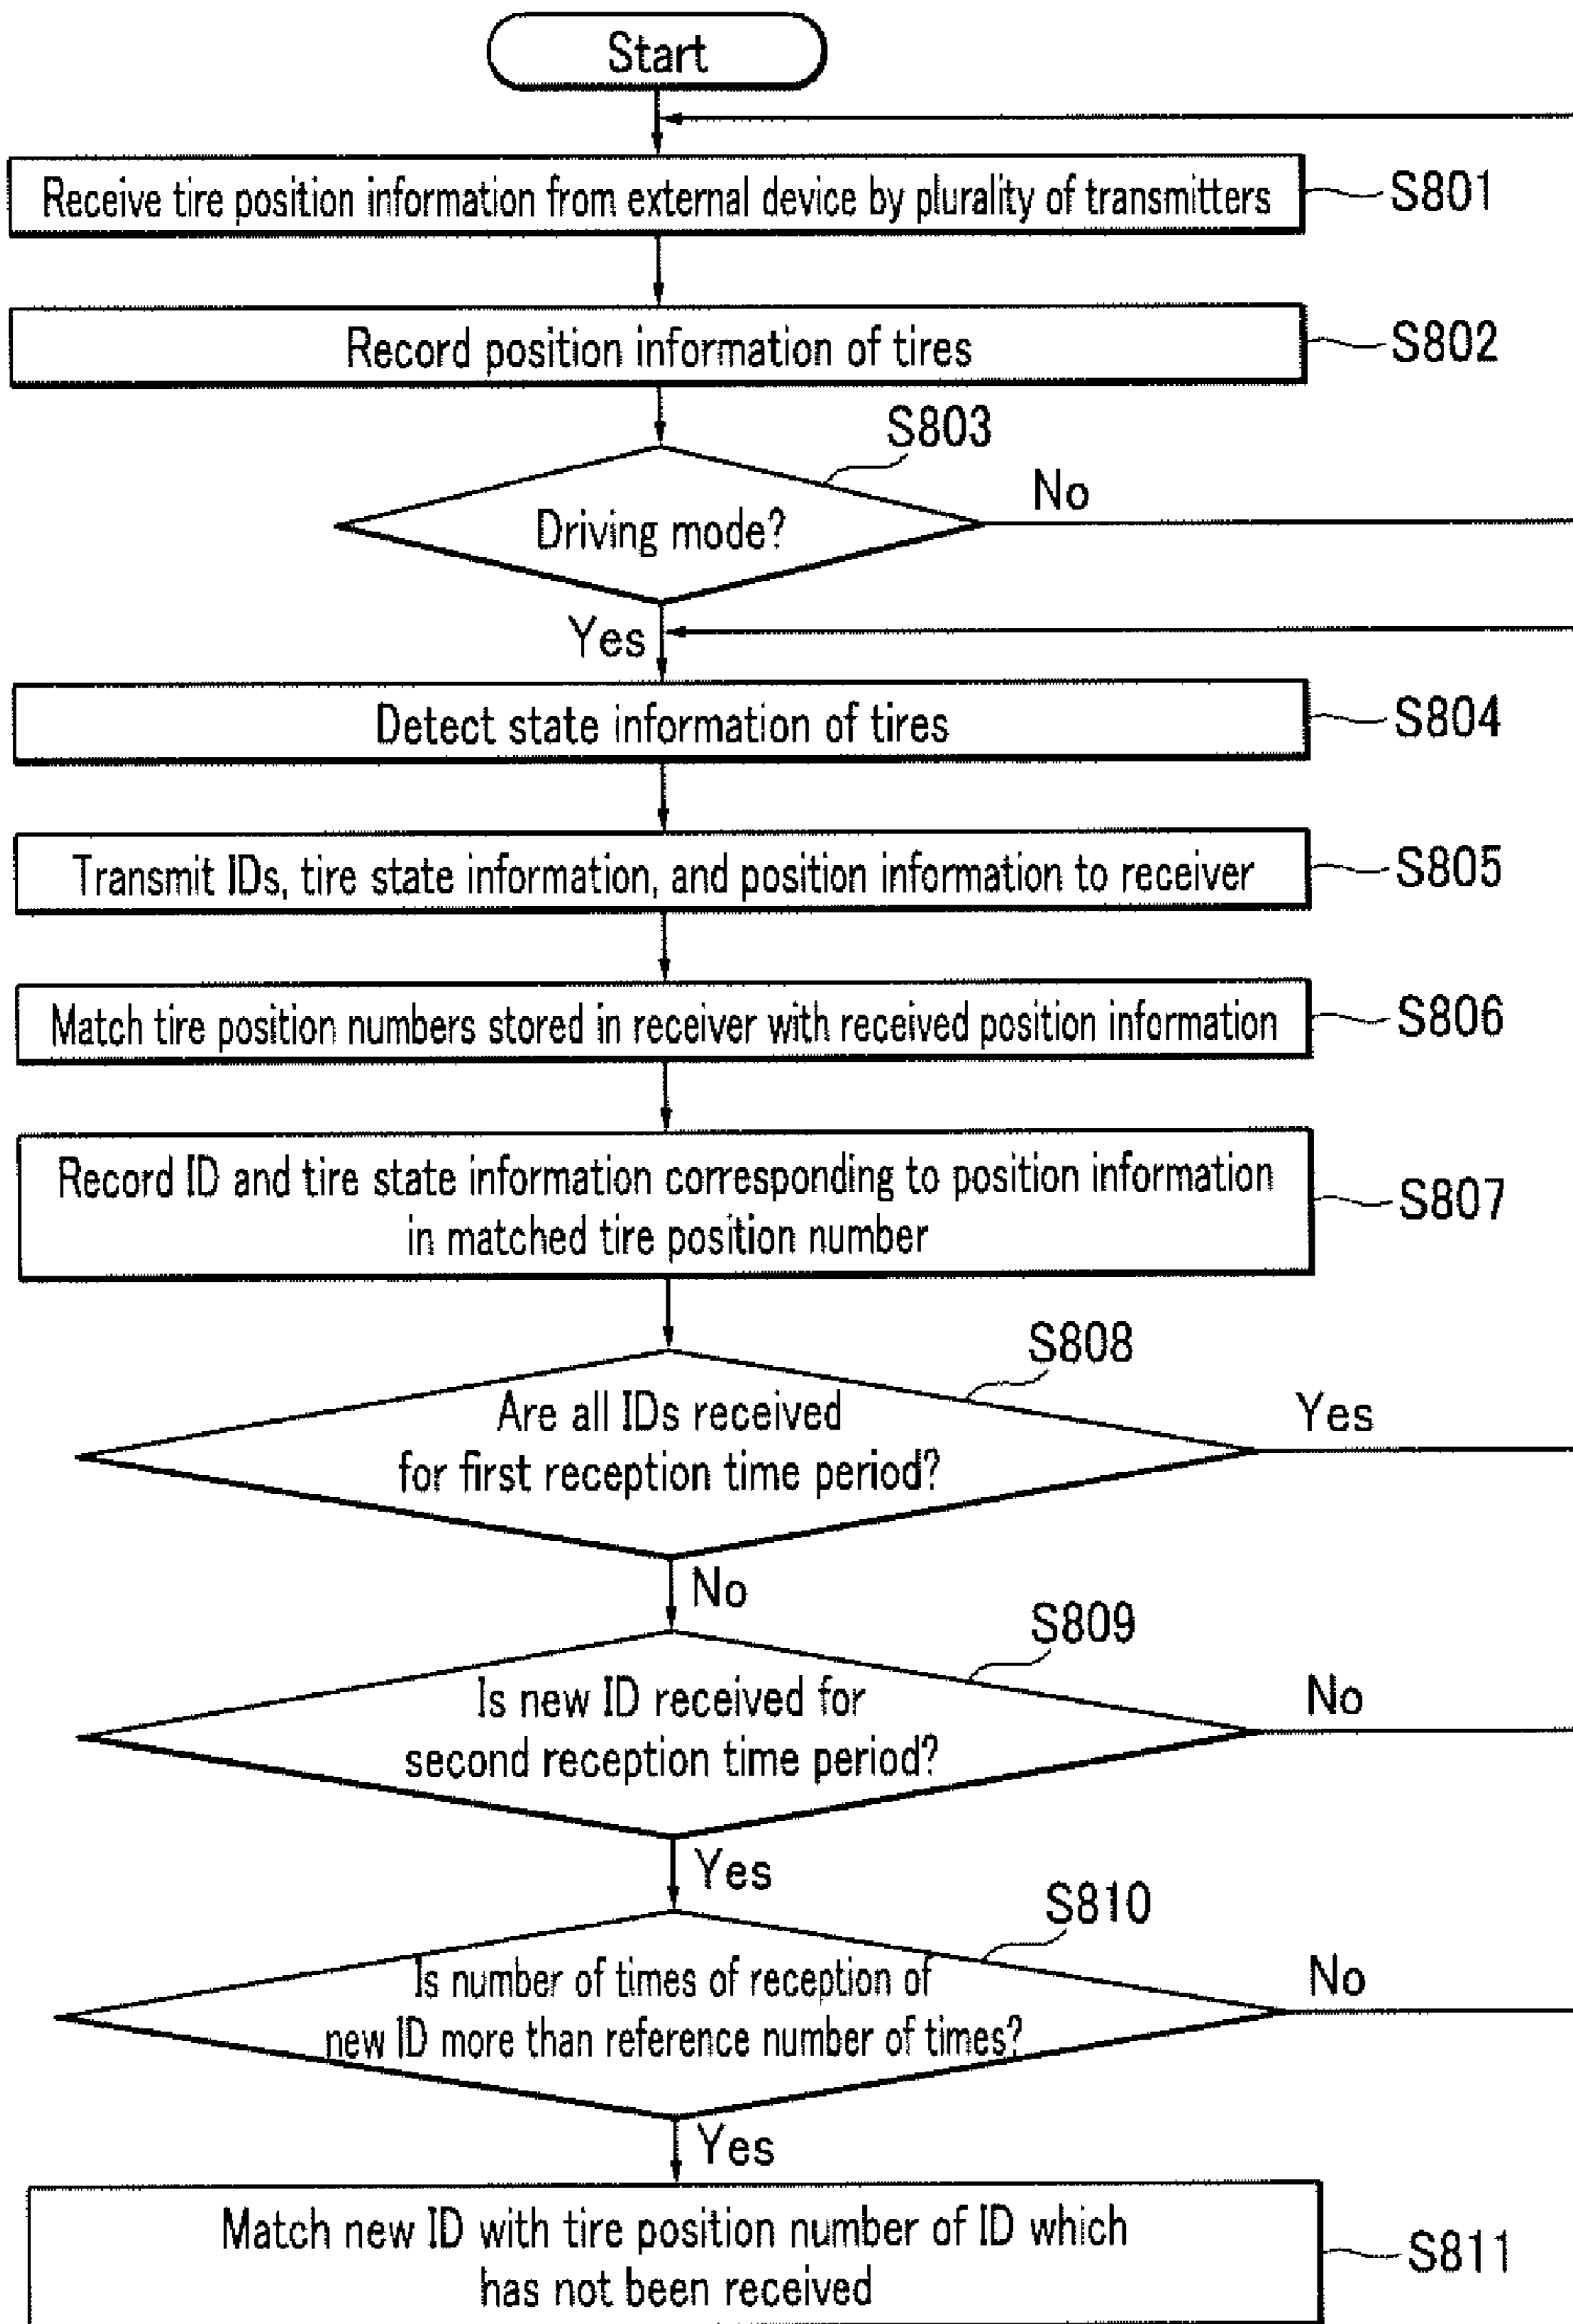 Start
Receive tire position information from external device by plurality of transmitters
S801
Record position information of tires
S802
S803
Driving mode?
No
Yes
Detect state information of tires
S804
Transmit IDs, tire state information, and position information to receiver
S805
Match tire position numbers stored in receiver with received position information
S806
Record ID and tire state information corresponding to position information
in matched tire position number
S807
S808
Are all IDs received
for first reception time period?
Yes
No
S809
Is new ID received for
second reception time period?
No
Yes
S810
Is number of times of reception of
new ID more than reference number of times?
No
Yes
Match new ID with tire position number of ID which
has not been received
S811